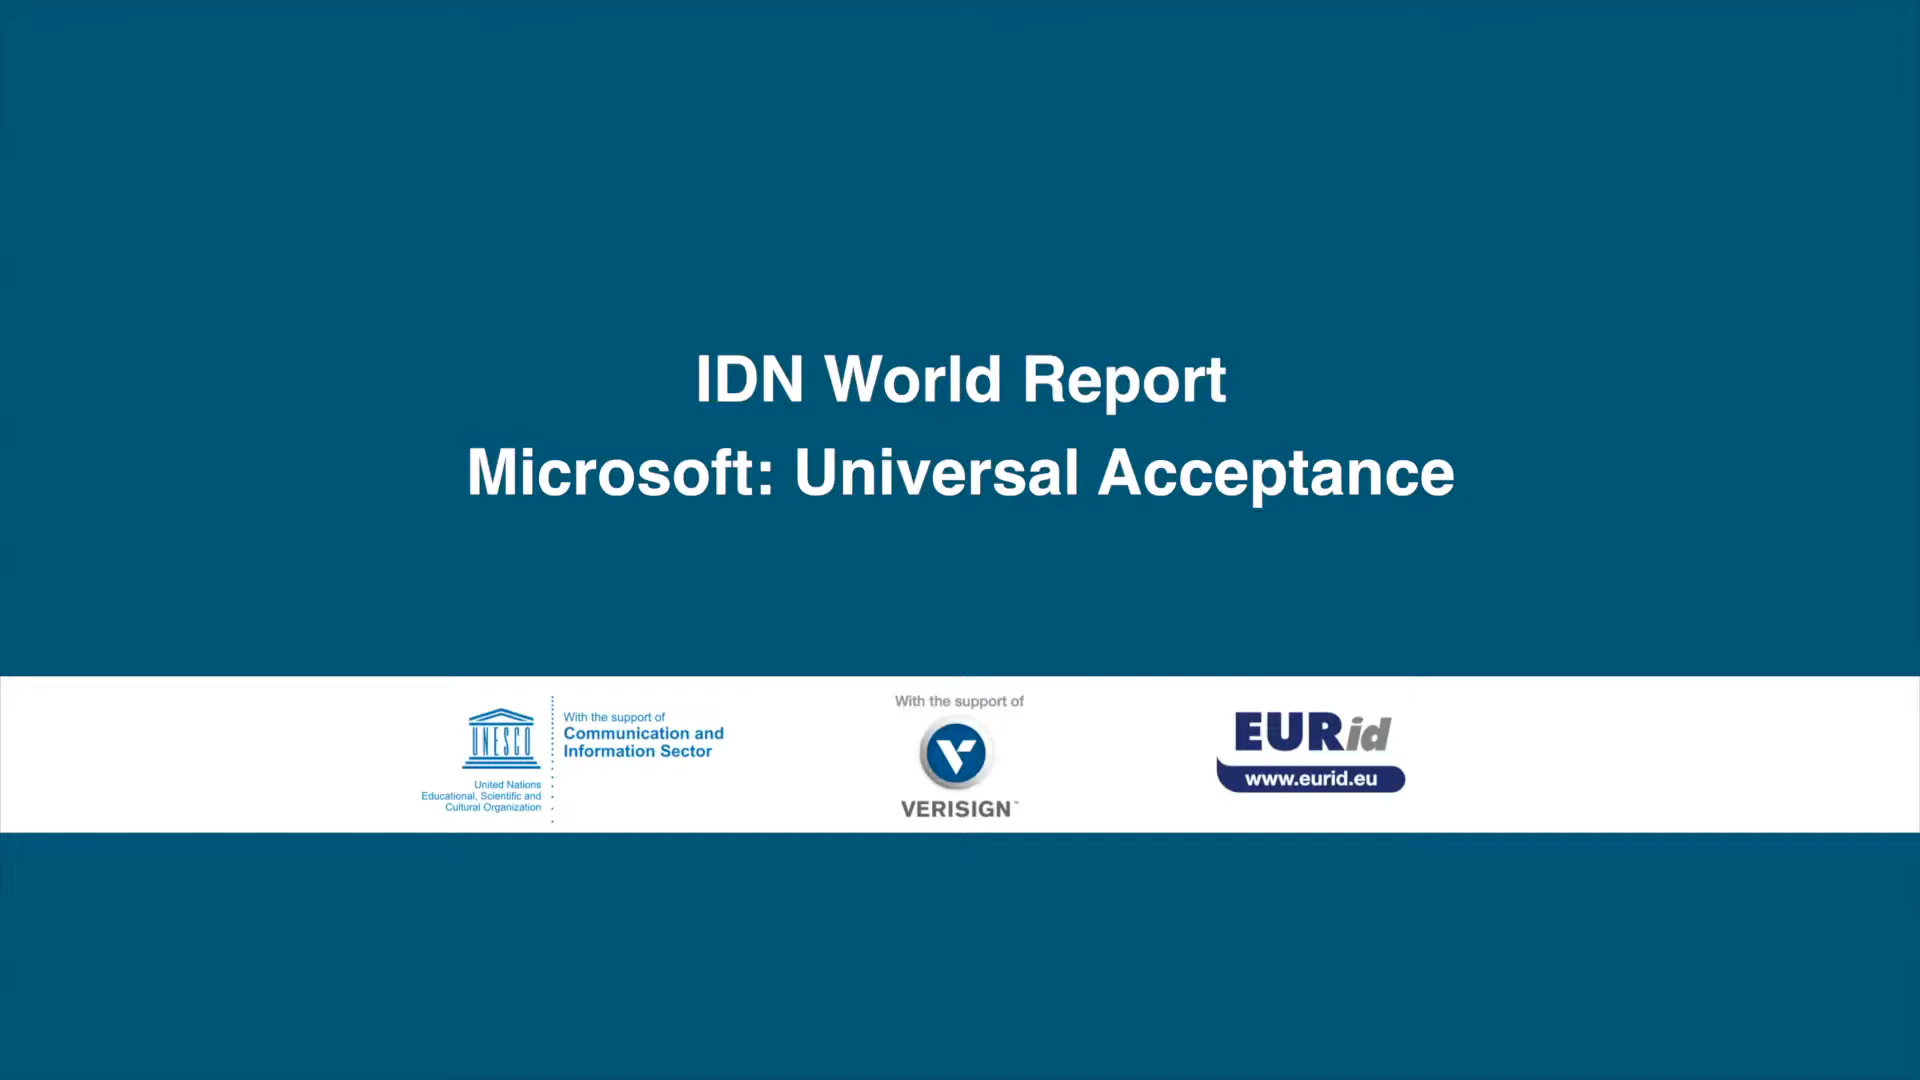 IDN World Report
Microsoft: Universal Acceptance
UNESCO
United Nations
Educational, Scientific and
Cultural Organization
With the support of
Communication and
Information Sector
With the support of
VERISIGN™
EURid
www.eurid.eu